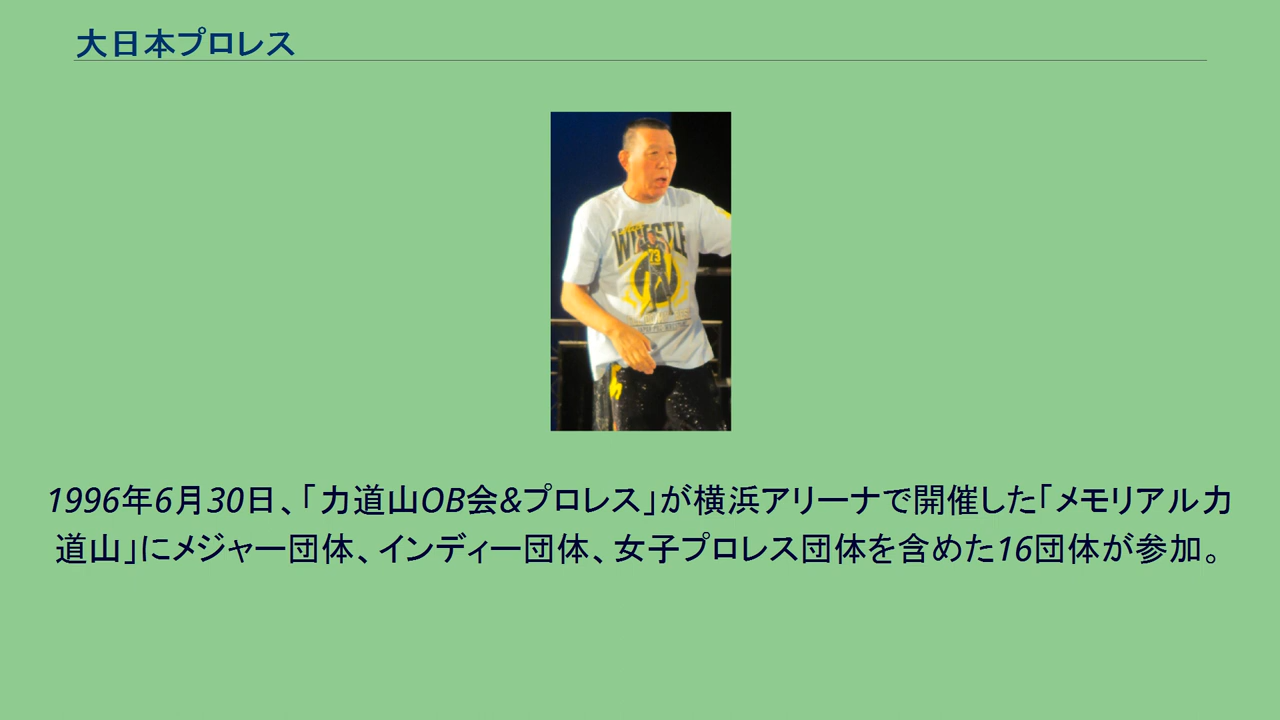 大日本プロレス
WRESTLE
73
1996年6月30日、「力道山OB会&プロレス」が横浜アリーナで開催した「メモリアル力
道山」にメジャー団体、インディー団体、女子プロレス団体を含めた16団体が参加。